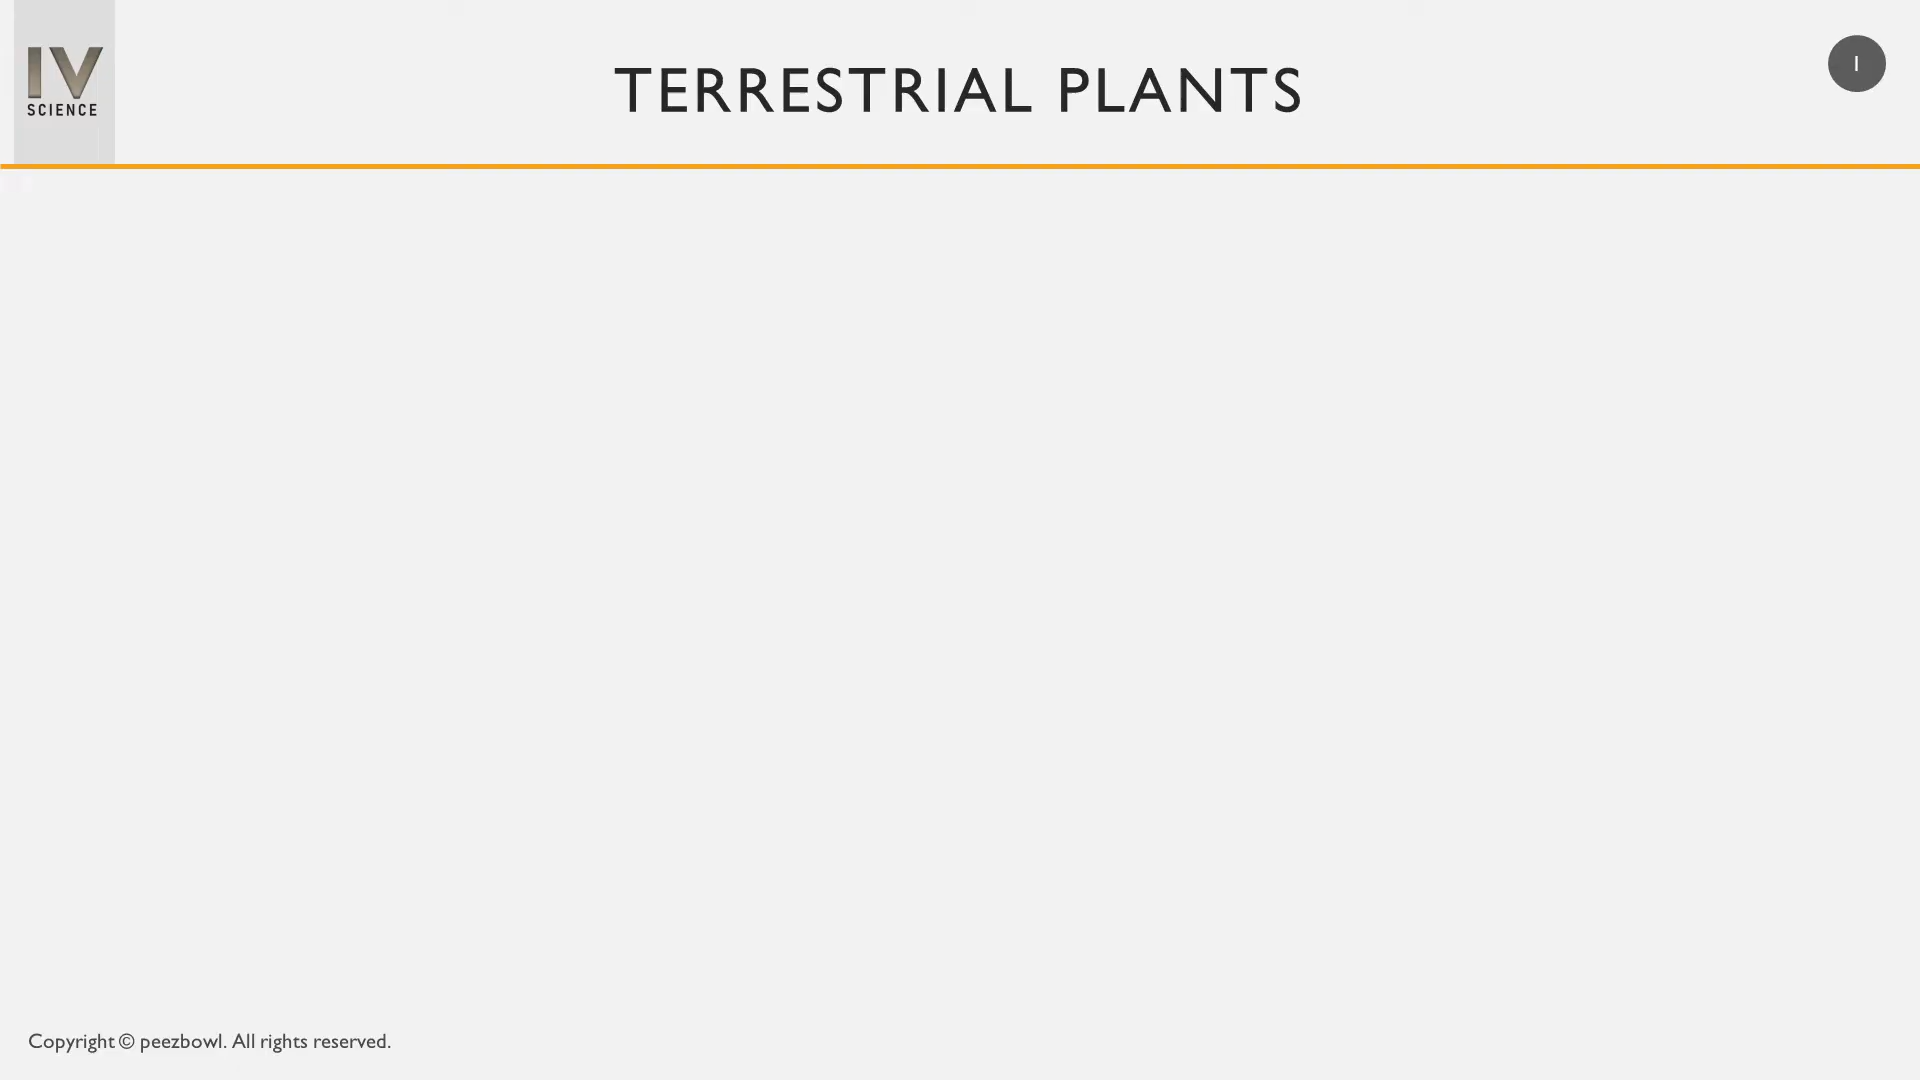 IV
SCIENCE
TERRESTRIAL PLANTS
1
Copyright © peezbowl. All rights reserved.